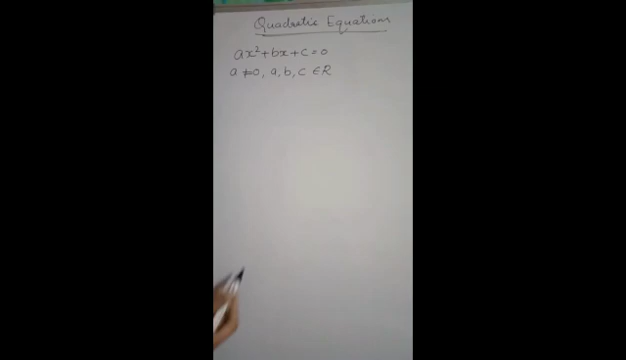 Quadratic Equations
ax²+bx+c=0
a≠0, a, b, c ∈R